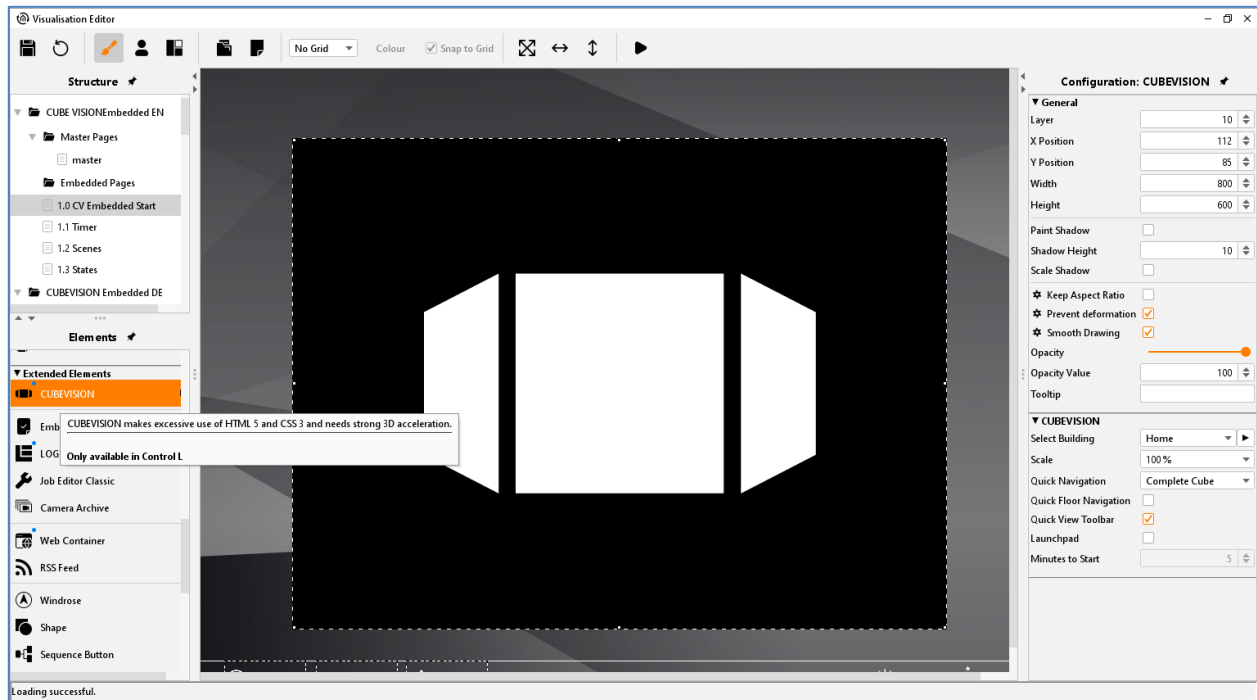 Visualisation Editor
No Grid
Colour
Snap to Grid
Structure
CUBE VISIONEmbedded EN
Master Pages
master
Embedded Pages
1.0 CV Embedded Start
1.1 Timer
1.2 Scenes
1.3 States
CUBEVISION Embedded DE
Elements
Extended Elements
CUBEVISION
Emb
CUBEVISION makes excessive use of HTML 5 and CSS 3 and needs strong 3D acceleration.
LOG
Only available in Control L
Job Editor Classic
Camera Archive
Web Container
RSS Feed
Windrose
Shape
Sequence Button
Configuration: CUBEVISION
General
Layer 10
X Position 112
Y Position 85
Width 800
Height 600
Paint Shadow
Shadow Height 10
Scale Shadow
Keep Aspect Ratio
Prevent deformation
Smooth Drawing
Opacity
Opacity Value 100
Tooltip
CUBEVISION
Select Building Home
Scale 100%
Quick Navigation Complete Cube
Quick Floor Navigation
Quick View Toolbar
Launchpad
Minutes to Start 5
Loading successful.